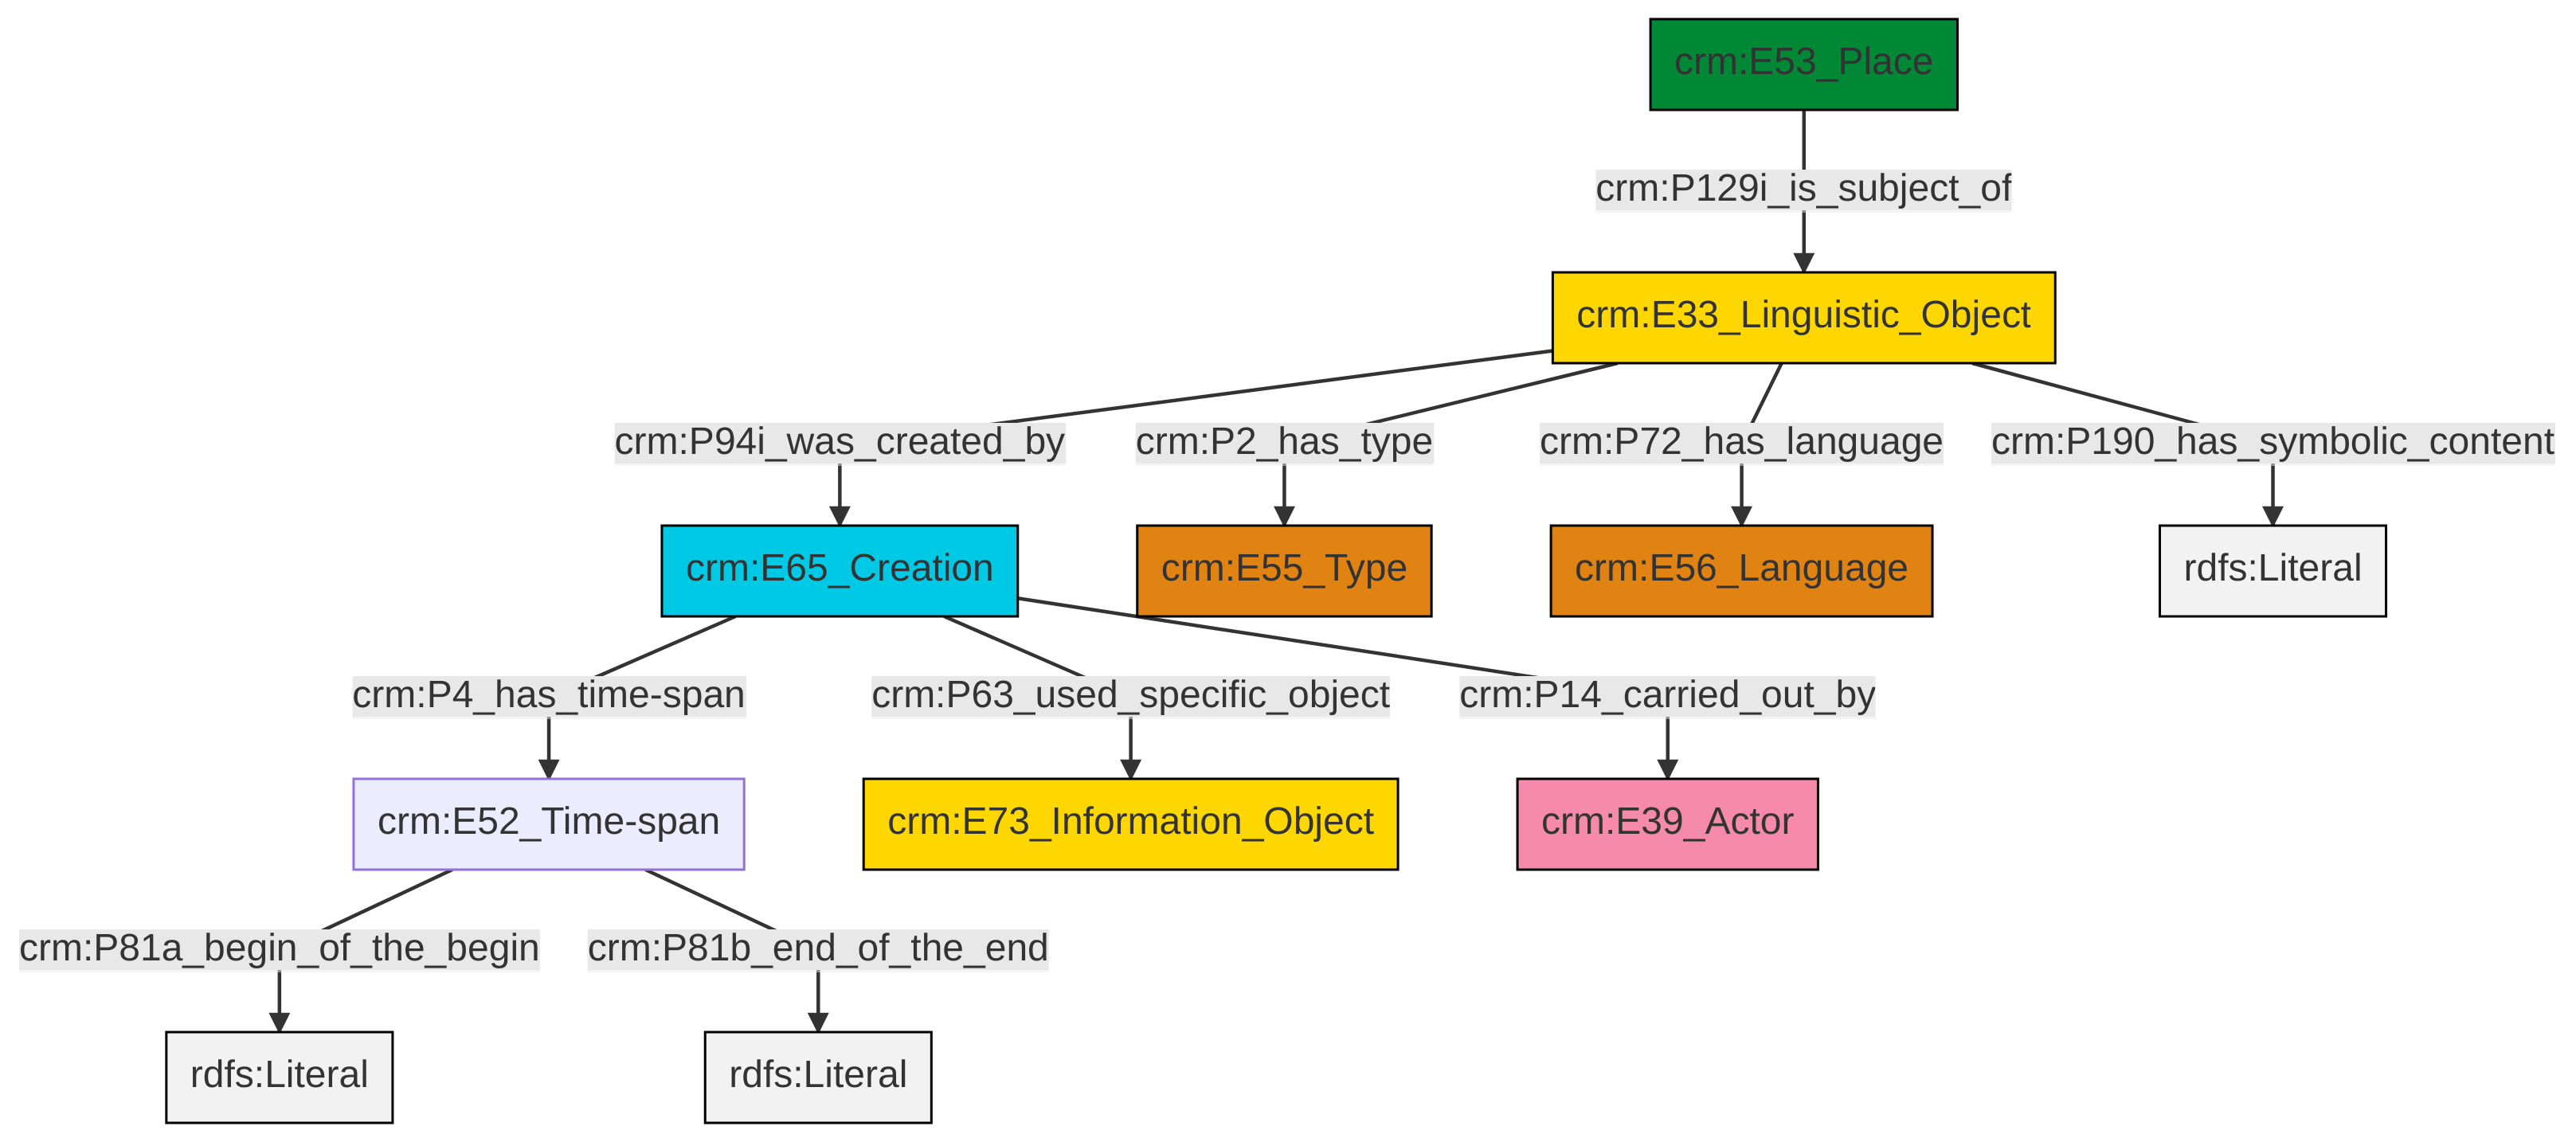 crm:E53_Place
crm:P129i_is_subject_of
crm:E33_Linguistic_Object
crm:P94i_was_created_by
crm:P2_has_type
crm:P72_has_language
crm:P190_has_symbolic_content
crm:E65_Creation
crm:E55_Type
crm:E56_Language
rdfs:Literal
crm:P4_has_time-span
crm:P63_used_specific_object
crm:P14_carried_out_by
crm:E52_Time-span
crm:E73_Information_Object
crm:E39_Actor
crm:P81a_begin_of_the_begin
crm:P81b_end_of_the_end
rdfs:Literal
rdfs:Literal